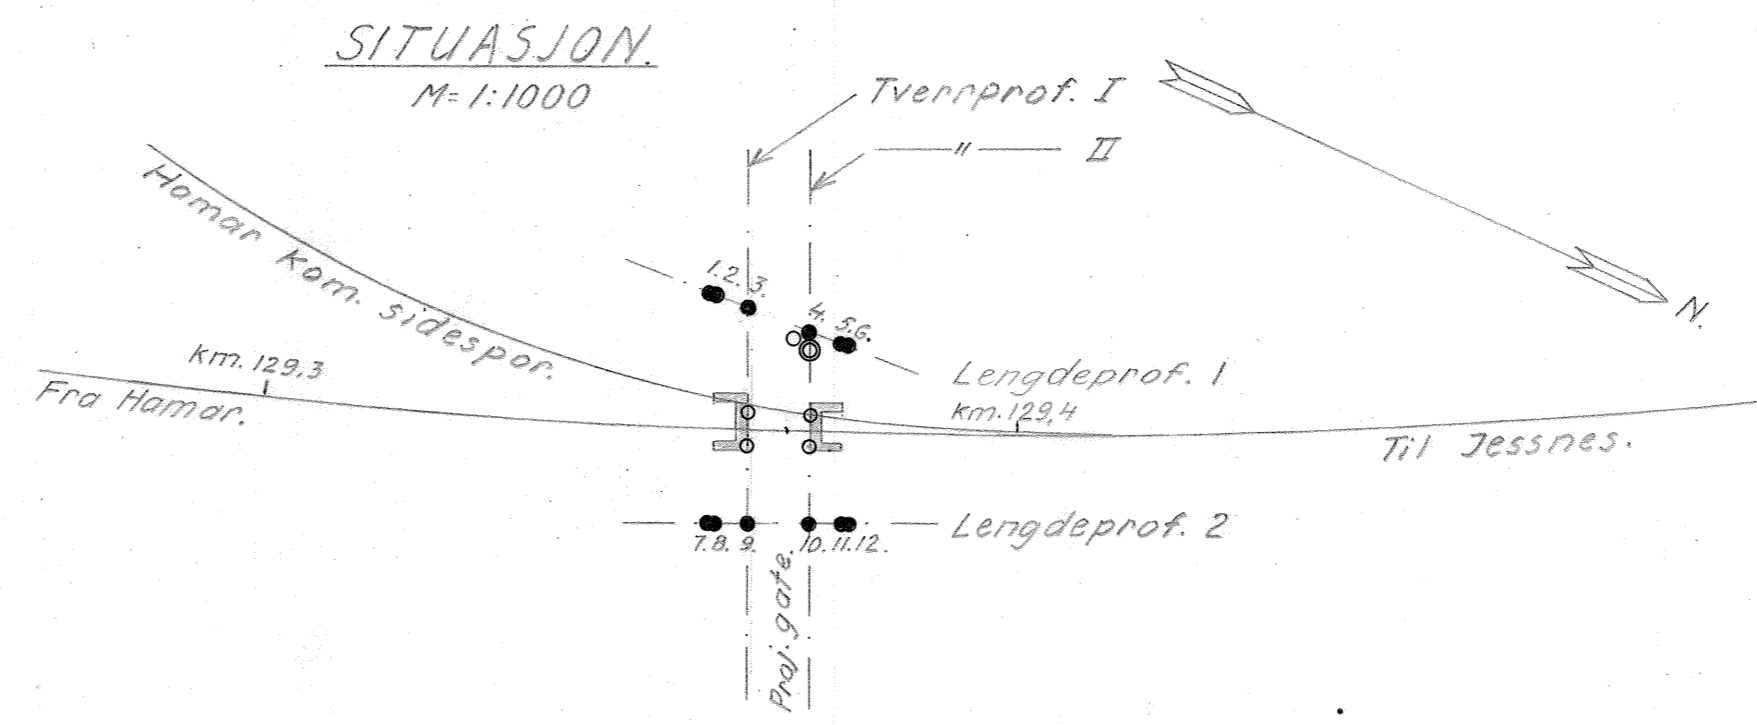 SITUASJON.
M= 1:1000
Tverrprof. I
—"— II
N.
Hamar kom. sidespor.
1. 2. 3.
4. 5. 6.
km. 129.3
Fra Hamar.
Lengdeprof. 1
km. 129,4
Til Jessnes.
7. 8. 9. 10. 11. 12.
Lengdeprof. 2
Proj. gate.